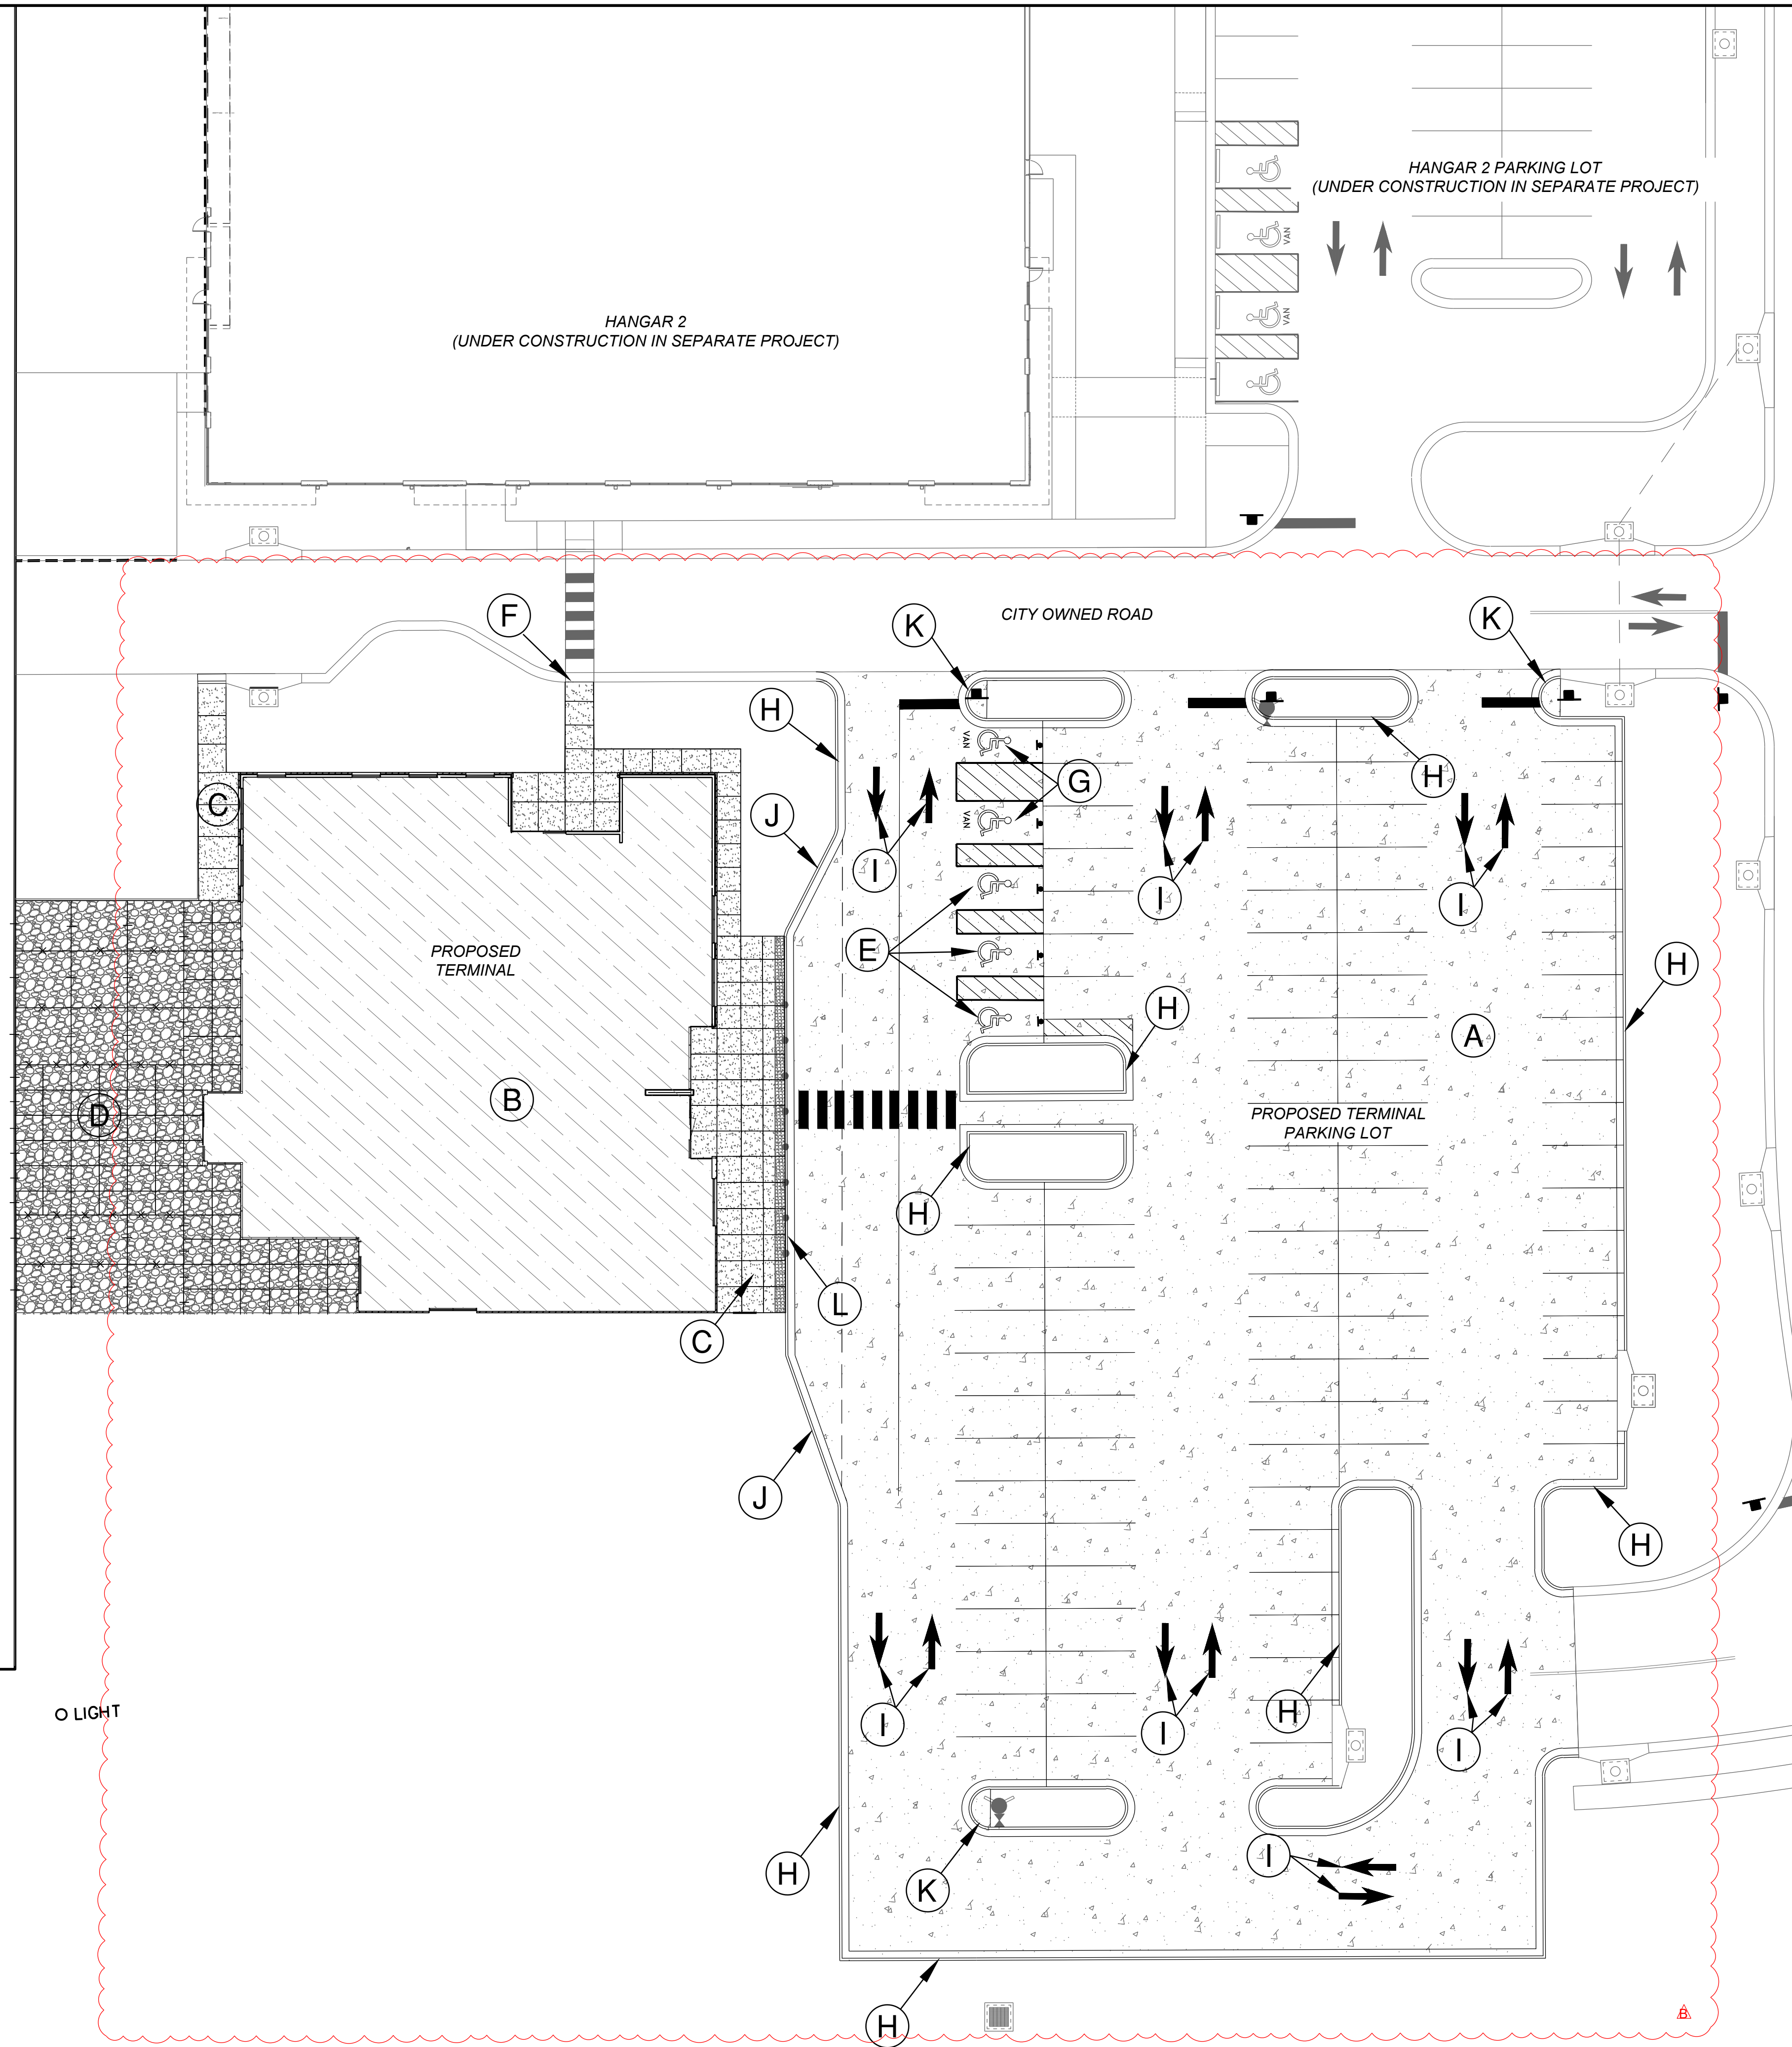 HANGAR 2 PARKING LOT
(UNDER CONSTRUCTION IN SEPARATE PROJECT)
VAN
HANGAR 2
(UNDER CONSTRUCTION IN SEPARATE PROJECT)
VAN
F
K
CITY OWNED ROAD
K
H
VAN
G
H
C
J
VAN
I
I
I
PROPOSED
TERMINAL
E
H
H
A
B
D
PROPOSED TERMINAL
PARKING LOT
H
L
C
J
H
O LIGHT
I
I
H
I
H
K
I
H
B